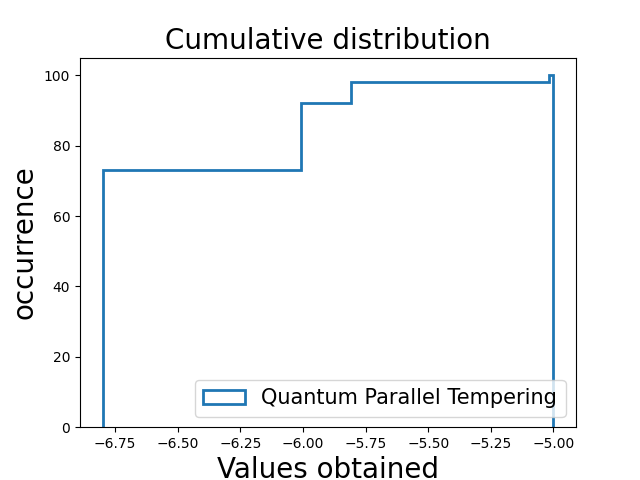 Cumulative distribution
100
80
60
40
20
0
occurrence
Quantum Parallel Tempering
−6.75 −6.50 −6.25 −6.00 −5.75 −5.50 −5.25 −5.00
Values obtained